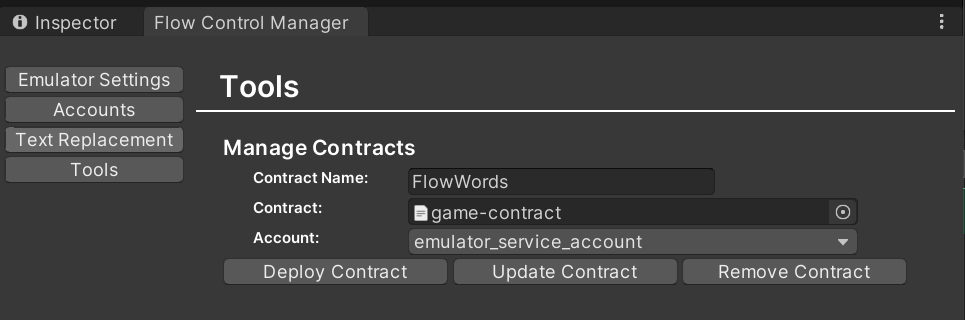 Inspector Flow Control Manager
Emulator Settings
Accounts
Text Replacement
Tools
Tools
Manage Contracts
Contract Name: FlowWords
Contract: game-contract
Account: emulator_service_account
Deploy Contract Update Contract Remove Contract